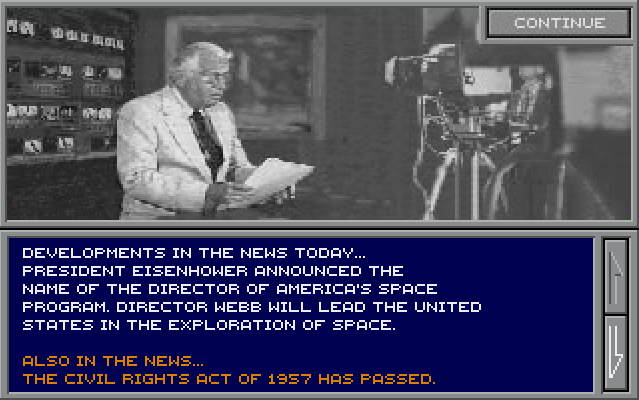 CONTINUE
DEVELOPMENTS IN THE NEWS TODAY...
PRESIDENT EISENHOWER ANNOUNCED THE
NAME OF THE DIRECTOR OF AMERICA'S SPACE
PROGRAM. DIRECTOR WEBB WILL LEAD THE UNITED
STATES IN THE EXPLORATION OF SPACE.
ALSO IN THE NEWS...
THE CIVIL RIGHTS ACT OF 1957 HAS PASSED.